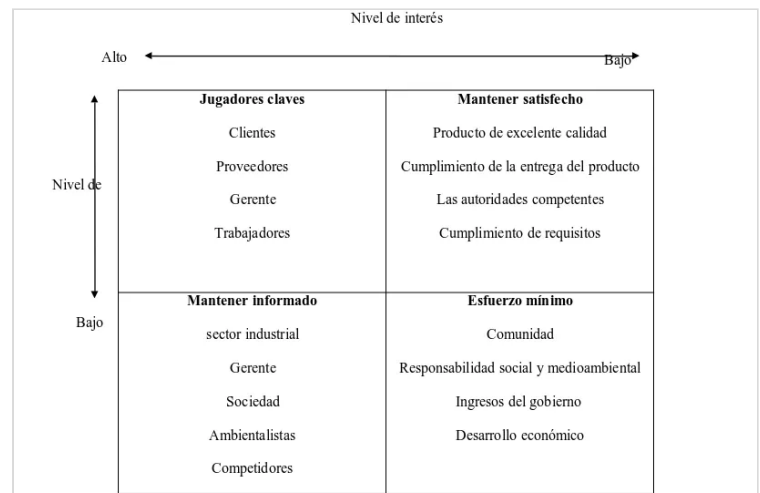 Nivel de interés
Alto
Bajo
Jugadores claves
Mantener satisfecho
Clientes
Producto de excelente calidad
Proveedores
Cumplimiento de la entrega del producto
Nivel de
Gerente
Las autoridades competentes
Trabajadores
Cumplimiento de requisitos
Mantener informado
Esfuerzo mínimo
Bajo
sector industrial
Comunidad
Gerente
Responsabilidad social y medioambiental
Sociedad
Ingresos del gobierno
Ambientalistas
Desarrollo económico
Competidores